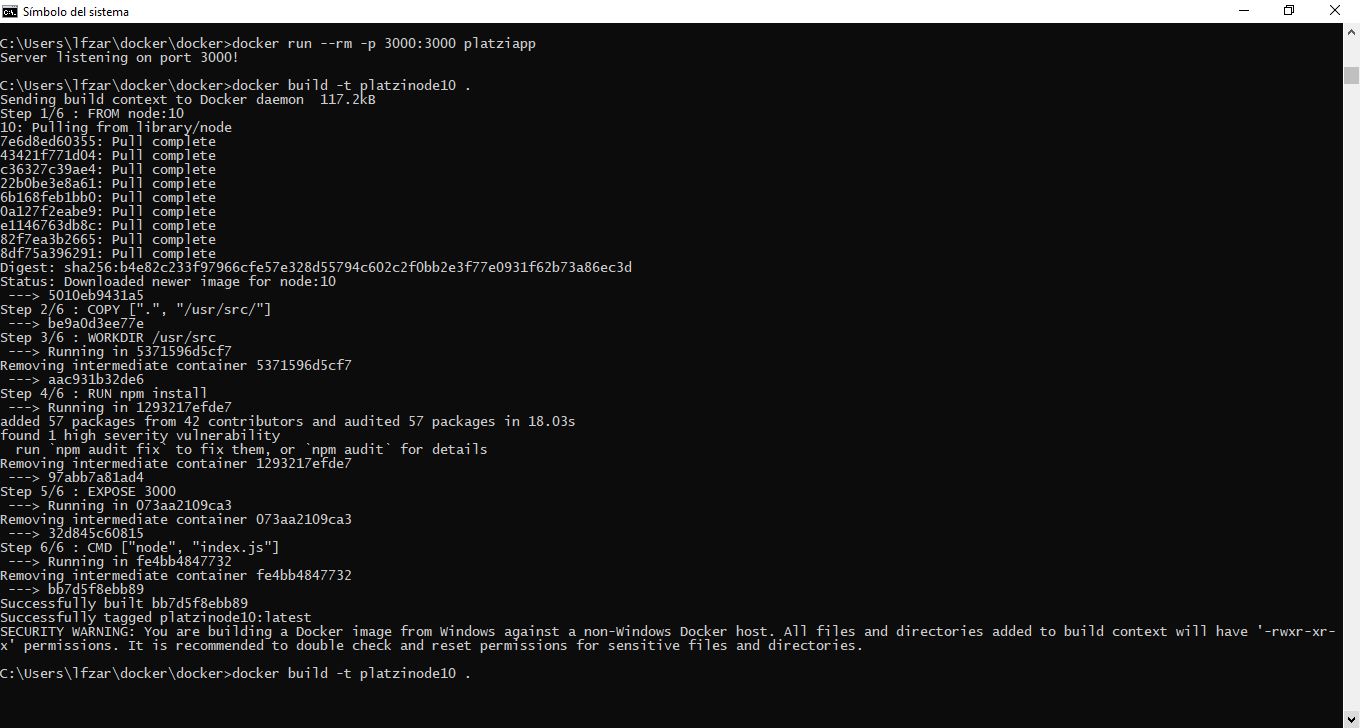 Símbolo del sistema
C:\Users\lfzar\docker\docker>docker run --rm -p 3000:3000 platziapp
Server listening on port 3000!
C:\Users\lfzar\docker\docker>docker build -t platzinode10 .
Sending build context to Docker daemon  117.2kB
Step 1/6 : FROM node:10
10: Pulling from library/node
7e6d8ed60355: Pull complete
43421f771d04: Pull complete
c36327c39ae4: Pull complete
22b0be3e8a61: Pull complete
6b168feb1bb0: Pull complete
0a127f2eabe9: Pull complete
e1146763db8c: Pull complete
82f7ea3b2665: Pull complete
8df75a396291: Pull complete
Digest: sha256:b4e82c233f97966cfe57e328d55794c602c2f0bb2e3f77e0931f62b73a86ec3d
Status: Downloaded newer image for node:10
 ---> 5010eb9431a5
Step 2/6 : COPY [".", "/usr/src/"]
 ---> be9a0d3ee77e
Step 3/6 : WORKDIR /usr/src
 ---> Running in 5371596d5cf7
Removing intermediate container 5371596d5cf7
 ---> aac931b32de6
Step 4/6 : RUN npm install
 ---> Running in 1293217efde7
added 57 packages from 42 contributors and audited 57 packages in 18.03s
found 1 high severity vulnerability
  run `npm audit fix` to fix them, or `npm audit` for details
Removing intermediate container 1293217efde7
 ---> 97abb7a81ad4
Step 5/6 : EXPOSE 3000
 ---> Running in 073aa2109ca3
Removing intermediate container 073aa2109ca3
 ---> 32d845c60815
Step 6/6 : CMD ["node", "index.js"]
 ---> Running in fe4bb4847732
Removing intermediate container fe4bb4847732
 ---> bb7d5f8ebb89
Successfully built bb7d5f8ebb89
Successfully tagged platzinode10:latest
SECURITY WARNING: You are building a Docker image from Windows against a non-Windows Docker host. All files and directories added to build context will have '-rwxr-xr-
x' permissions. It is recommended to double check and reset permissions for sensitive files and directories.
C:\Users\lfzar\docker\docker>docker build -t platzinode10 .